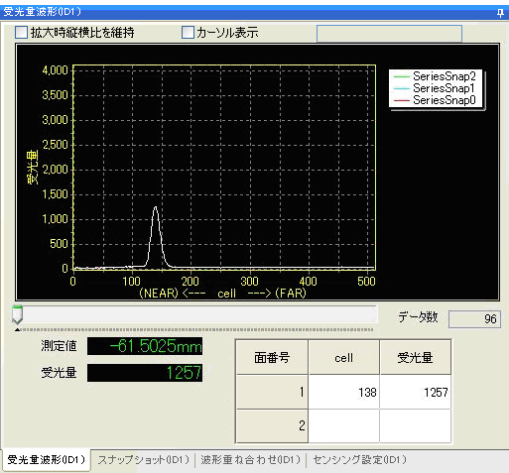 受光量波形(ID1)
拡大時縦横比を維持 カーソル表示
SeriesSnap2
SeriesSnap1
SeriesSnap0
受光量
4,000
3,500
3,000
2,500
2,000
1,500
1,000
500
0
0 100 200 300 400 500
(NEAR) <--- cell ---> (FAR)
データ数 96
測定値 -61.5025mm
受光量 1257
面番号 cell 受光量
1 138 1257
2
受光量波形(ID1) スナップショット(ID1) 波形重ね合わせ(ID1) センシング設定(ID1)